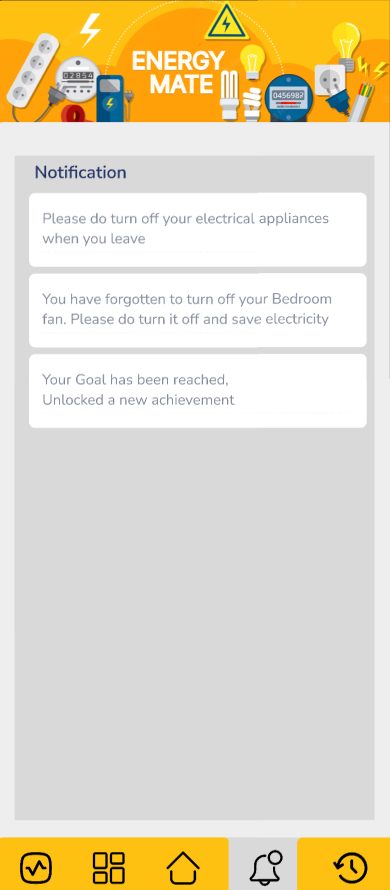 ENERGY
MATE
02854
0456982
Notification
Please do turn off your electrical appliances
when you leave
You have forgotten to turn off your Bedroom
fan. Please do turn it off and save electricity
Your Goal has been reached,
Unlocked a new achievement